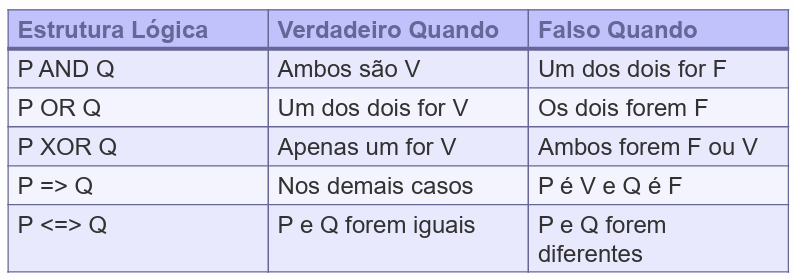 Estrutura Lógica Verdadeiro Quando Falso Quando
P AND Q Ambos são V Um dos dois for F
P OR Q Um dos dois for V Os dois forem F
P XOR Q Apenas um for V Ambos forem F ou V
P => Q Nos demais casos P é V e Q é F
P <=> Q P e Q forem iguais P e Q forem
diferentes